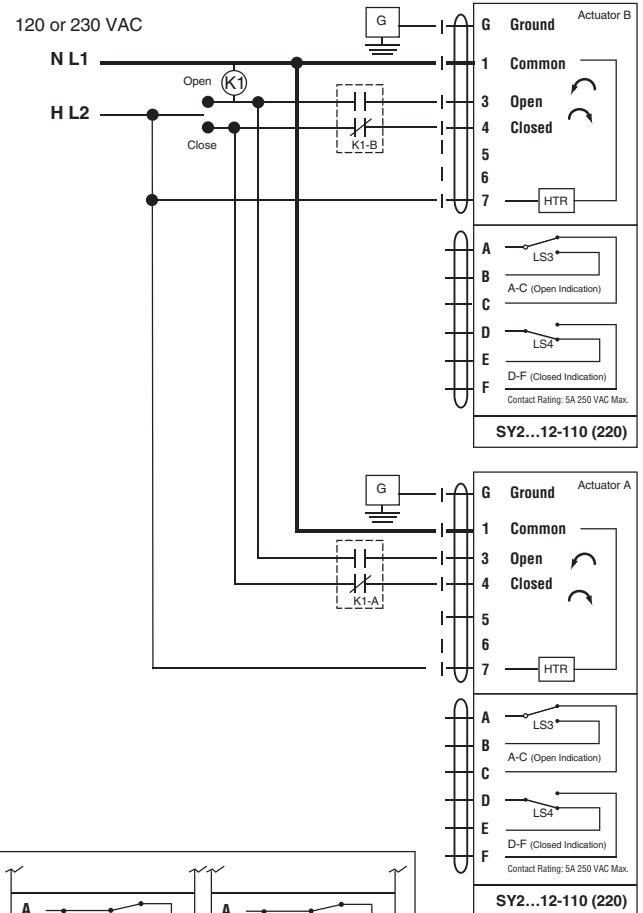 120 or 230 VAC
N L1
H L2
Open
K1
Close
K1-B
G
Actuator B
G Ground
1 Common
3 Open
4 Closed
5
6
7 HTR
A
LS3
B
A-C (Open Indication)
C
D
LS4
E
D-F (Closed Indication)
F
Contact Rating: 5A 250 VAC Max.
SY2…12-110 (220)
G
Actuator A
G Ground
1 Common
3 Open
4 Closed
K1-A
5
6
7 HTR
A
LS3
B
A-C (Open Indication)
C
D
LS4
E
D-F (Closed Indication)
F
Contact Rating: 5A 250 VAC Max.
SY2…12-110 (220)
A A